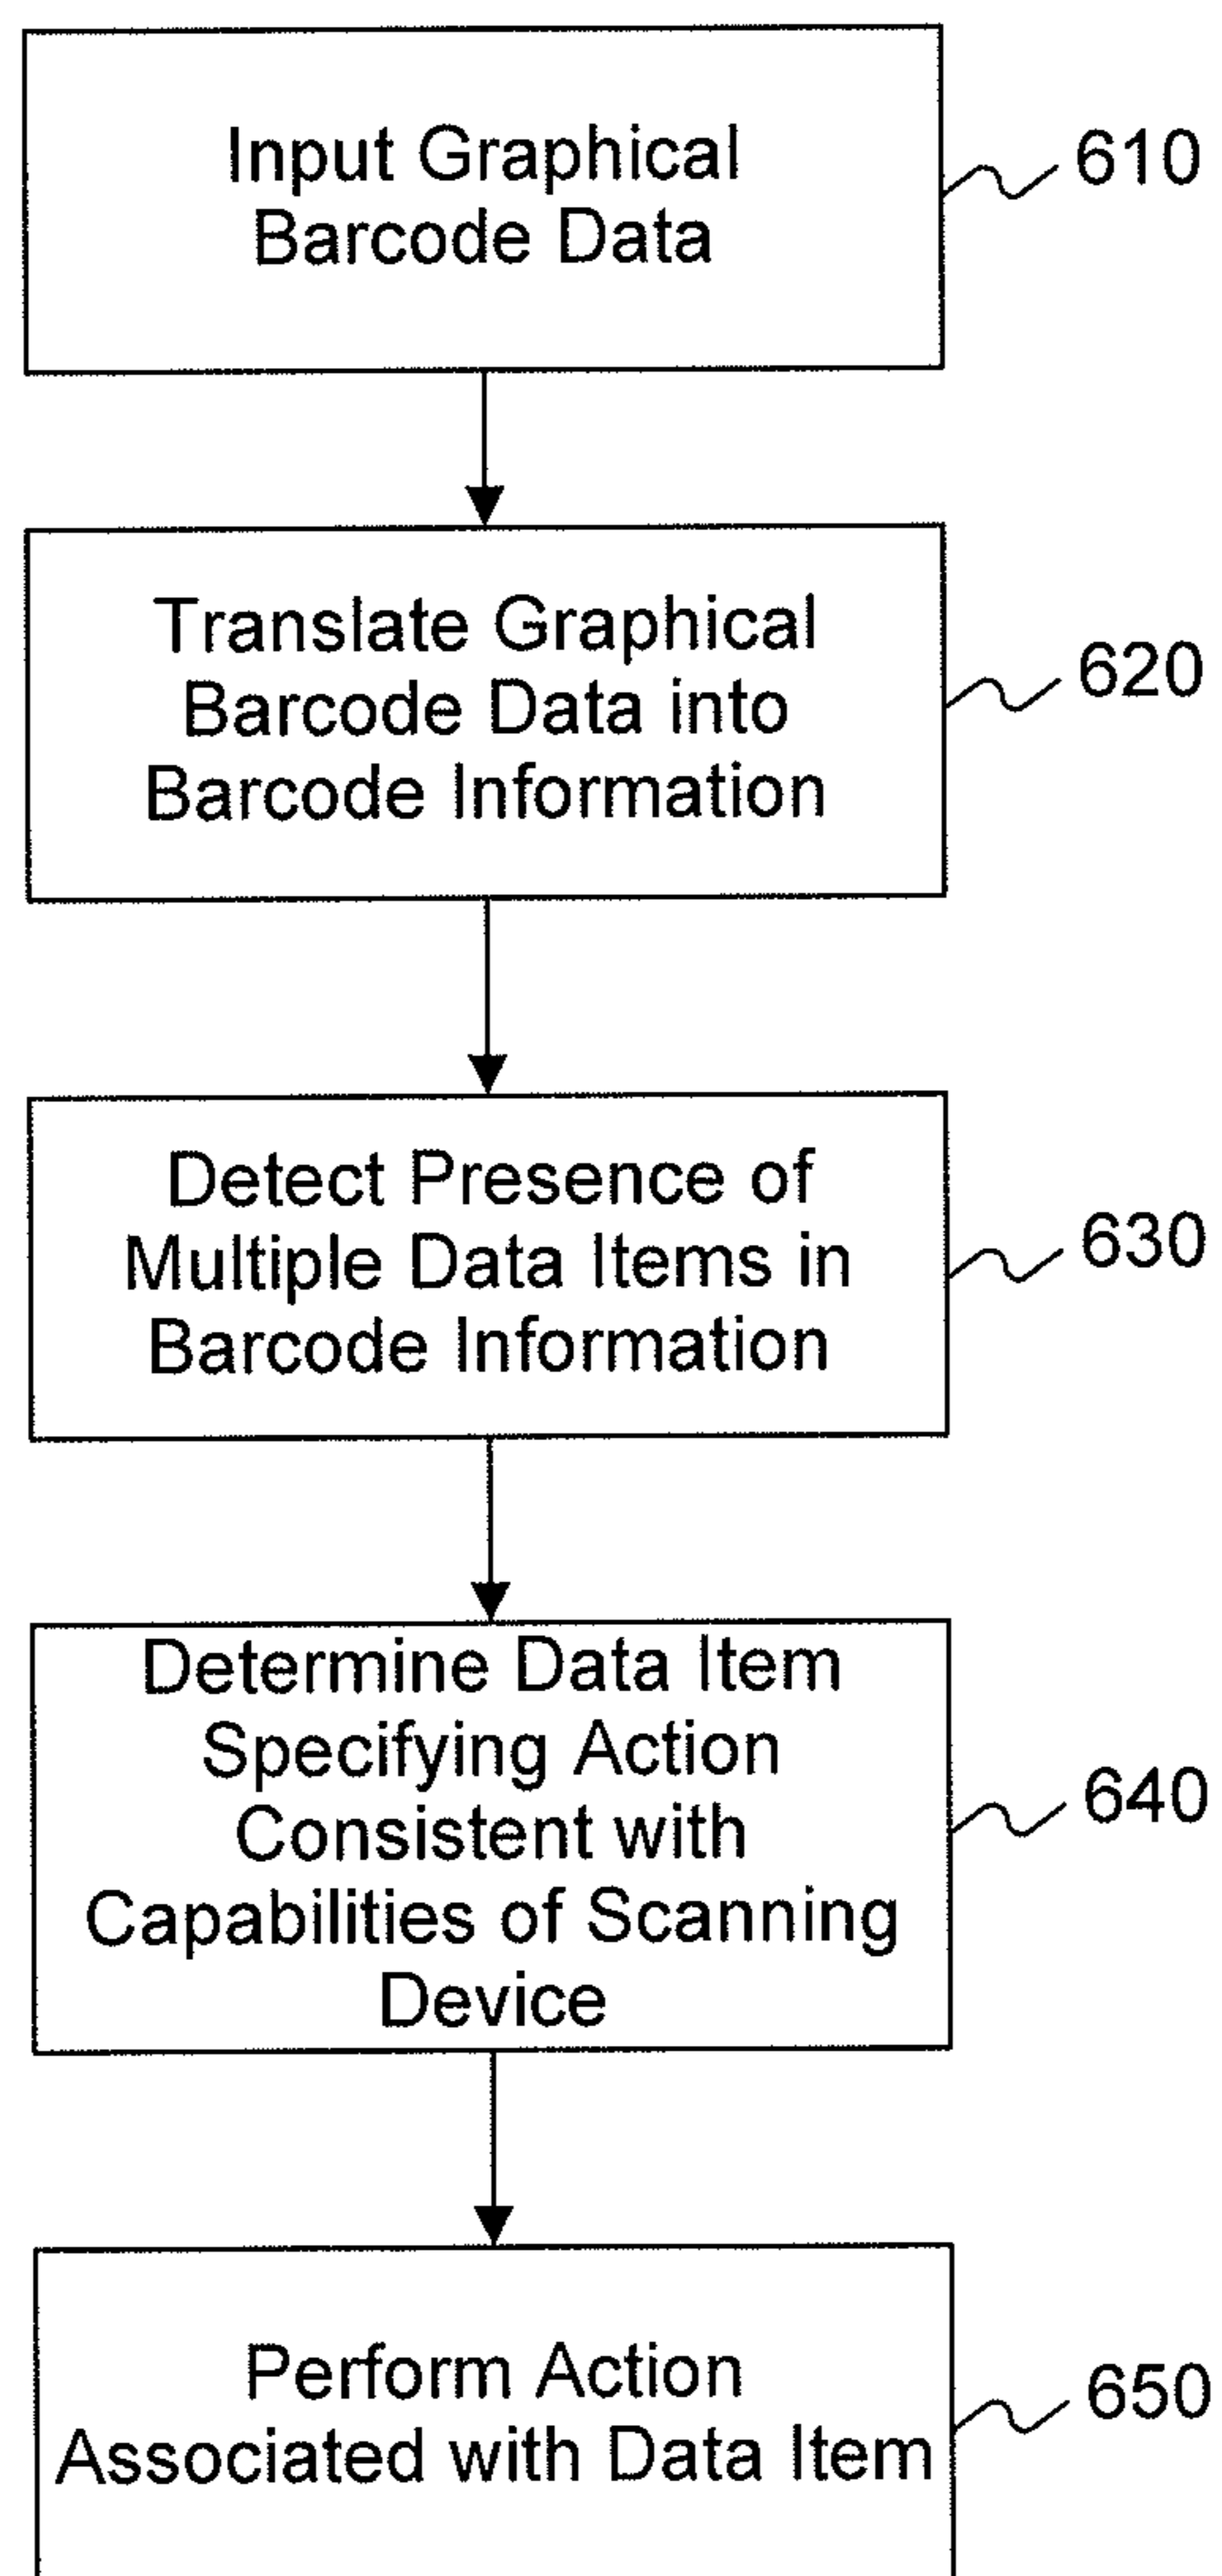 Input Graphical
Barcode Data
610
Translate Graphical
Barcode Data into
Barcode Information
620
Detect Presence of
Multiple Data Items in
Barcode Information
630
Determine Data Item
Specifying Action
Consistent with
Capabilities of Scanning
Device
640
Perform Action
Associated with Data Item
650